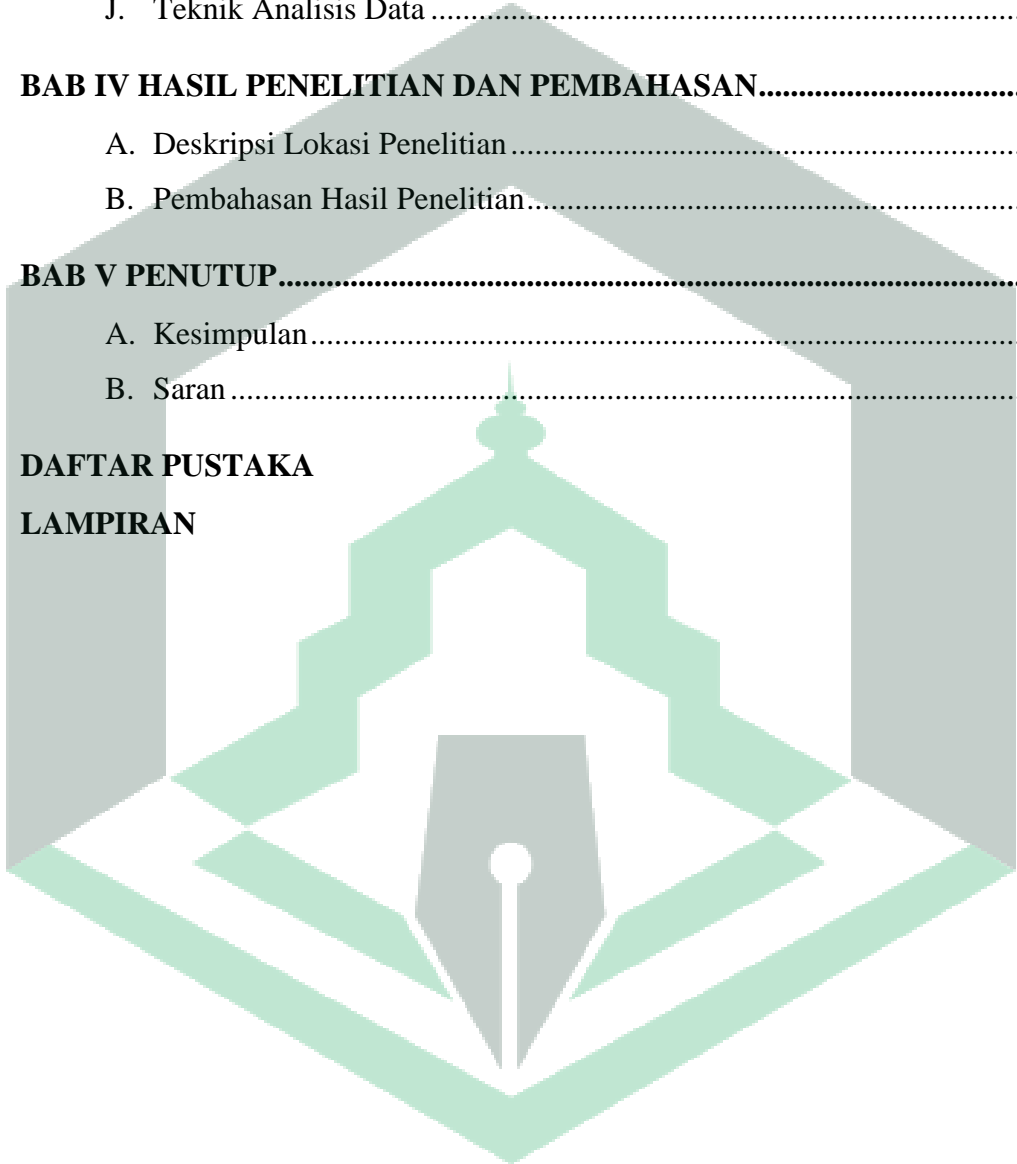 J. Teknik Analisis Data ........................................................................
BAB IV HASIL PENELITIAN DAN PEMBAHASAN................................
A. Deskripsi Lokasi Penelitian ...............................................................
B. Pembahasan Hasil Penelitian.............................................................
BAB V PENUTUP............................................................................................
A. Kesimpulan.........................................................................................
B. Saran ..................................................................................................
DAFTAR PUSTAKA
LAMPIRAN